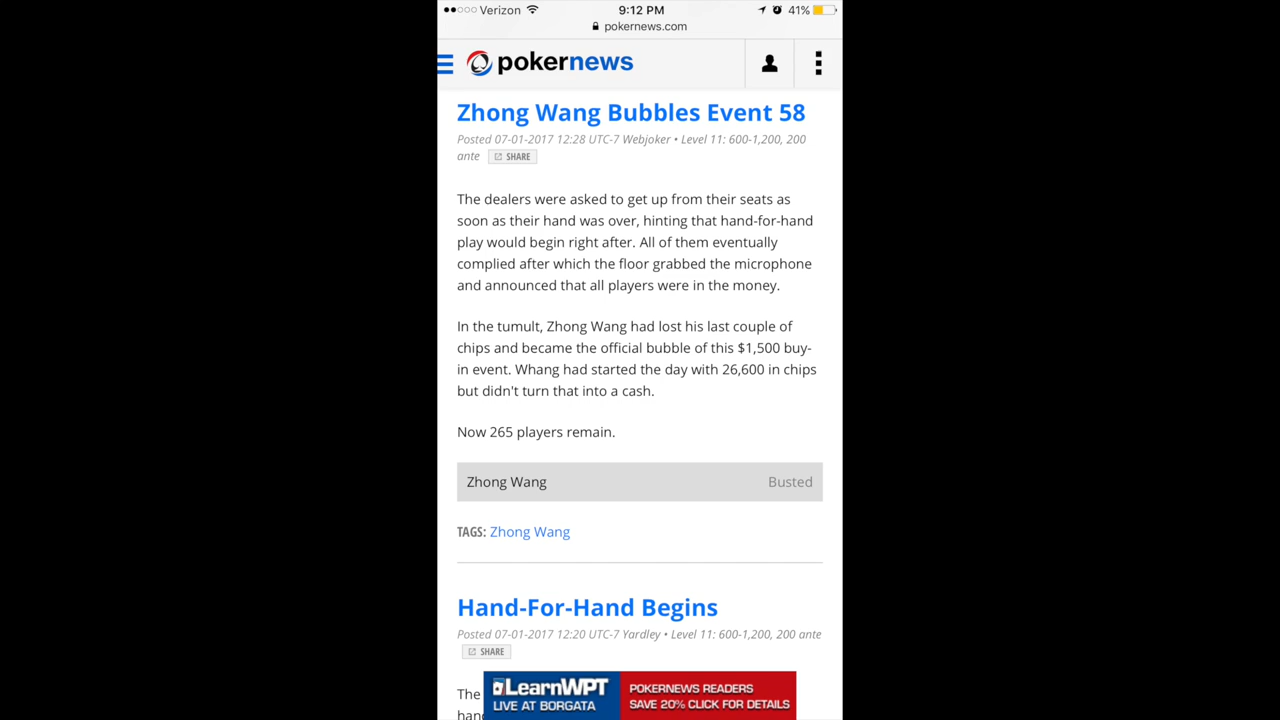 Verizon 9:12 PM 41%
pokernews.com
pokernews
Zhong Wang Bubbles Event 58
Posted 07-01-2017 12:28 UTC-7 Webjoker • Level 11: 600-1,200, 200
ante SHARE
The dealers were asked to get up from their seats as
soon as their hand was over, hinting that hand-for-hand
play would begin right after. All of them eventually
complied after which the floor grabbed the microphone
and announced that all players were in the money.
In the tumult, Zhong Wang had lost his last couple of
chips and became the official bubble of this $1,500 buy-
in event. Whang had started the day with 26,600 in chips
but didn't turn that into a cash.
Now 265 players remain.
Zhong Wang Busted
TAGS: Zhong Wang
Hand-For-Hand Begins
Posted 07-01-2017 12:20 UTC-7 Yardley • Level 11: 600-1,200, 200 ante
SHARE
The
hand
LearnWPT
LIVE AT BORGATA
POKERNEWS READERS
SAVE 20% CLICK FOR DETAILS